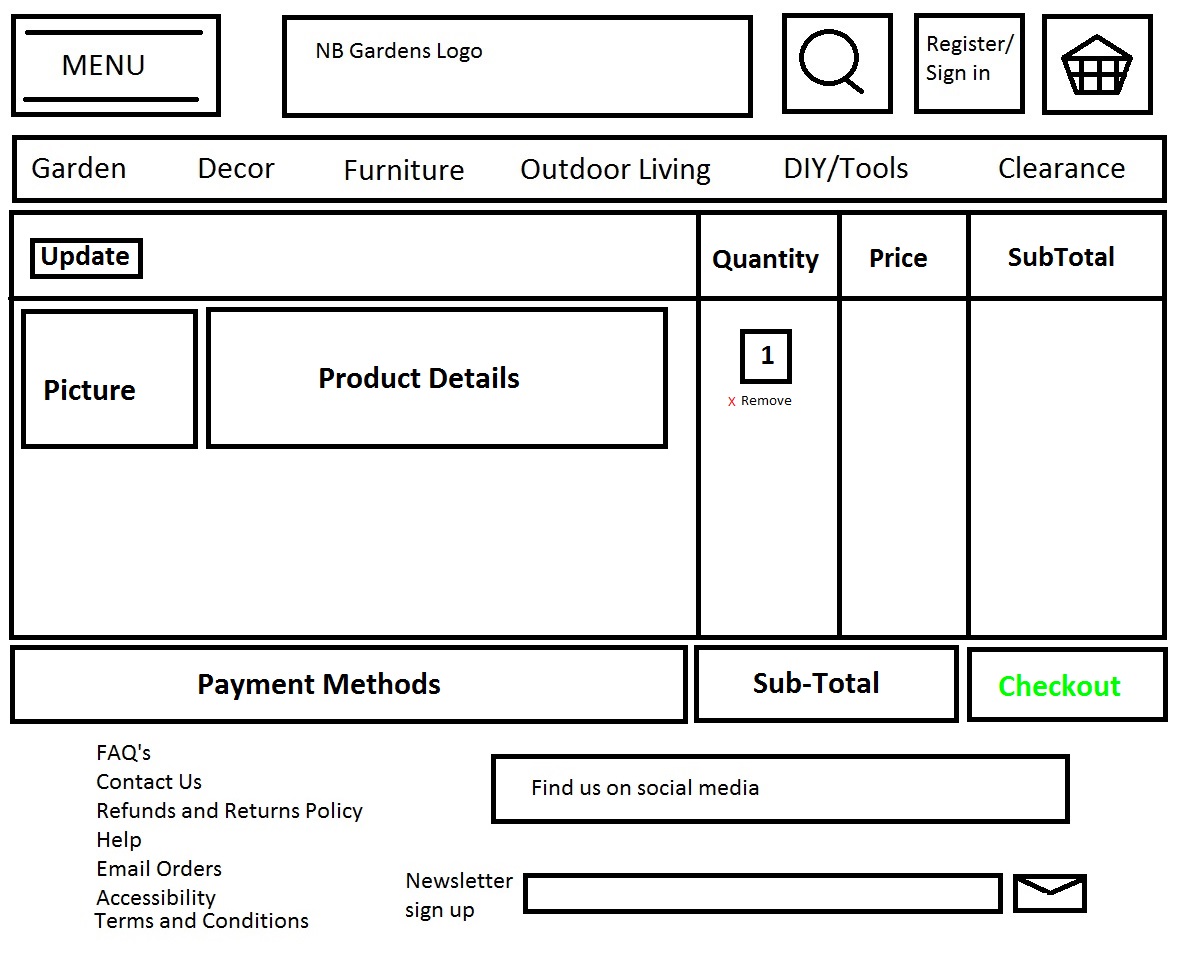 MENU
NB Gardens Logo
Register/
Sign in
Garden Decor Furniture Outdoor Living DIY/Tools Clearance
Update Quantity Price SubTotal
Picture
Product Details
1
X Remove
Payment Methods Sub-Total Checkout
FAQ's
Contact Us
Refunds and Returns Policy
Help
Email Orders
Accessibility
Terms and Conditions
Find us on social media
Newsletter
sign up